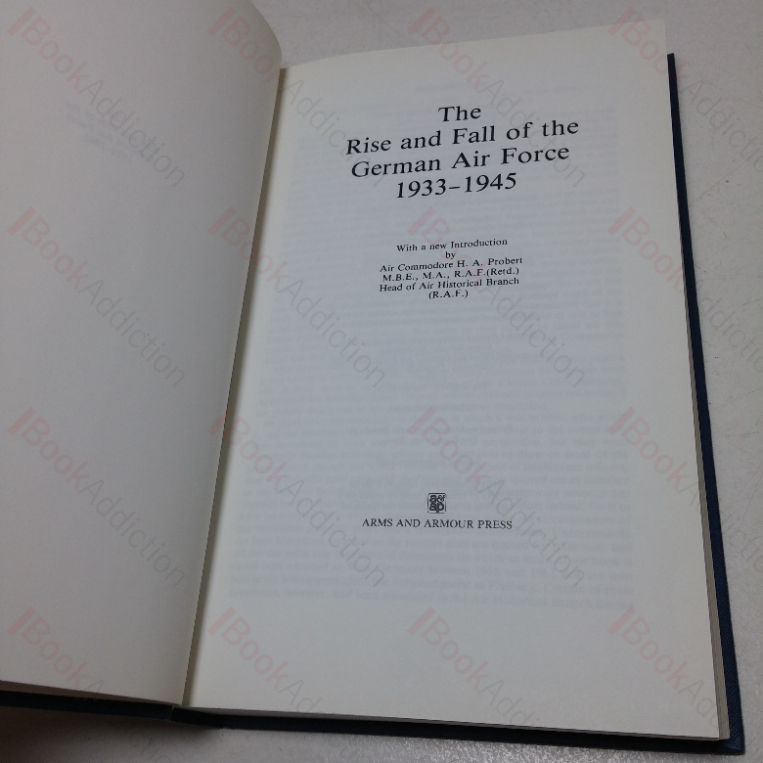 The
Rise and Fall of the
German Air Force
1933–1945
With a new Introduction
by
Air Commodore H. A. Probert
M.B.E., M.A., R.A.F.(Retd.)
Head of Air Historical Branch
(R.A.F.)
ARMS AND ARMOUR PRESS
BookAddiction